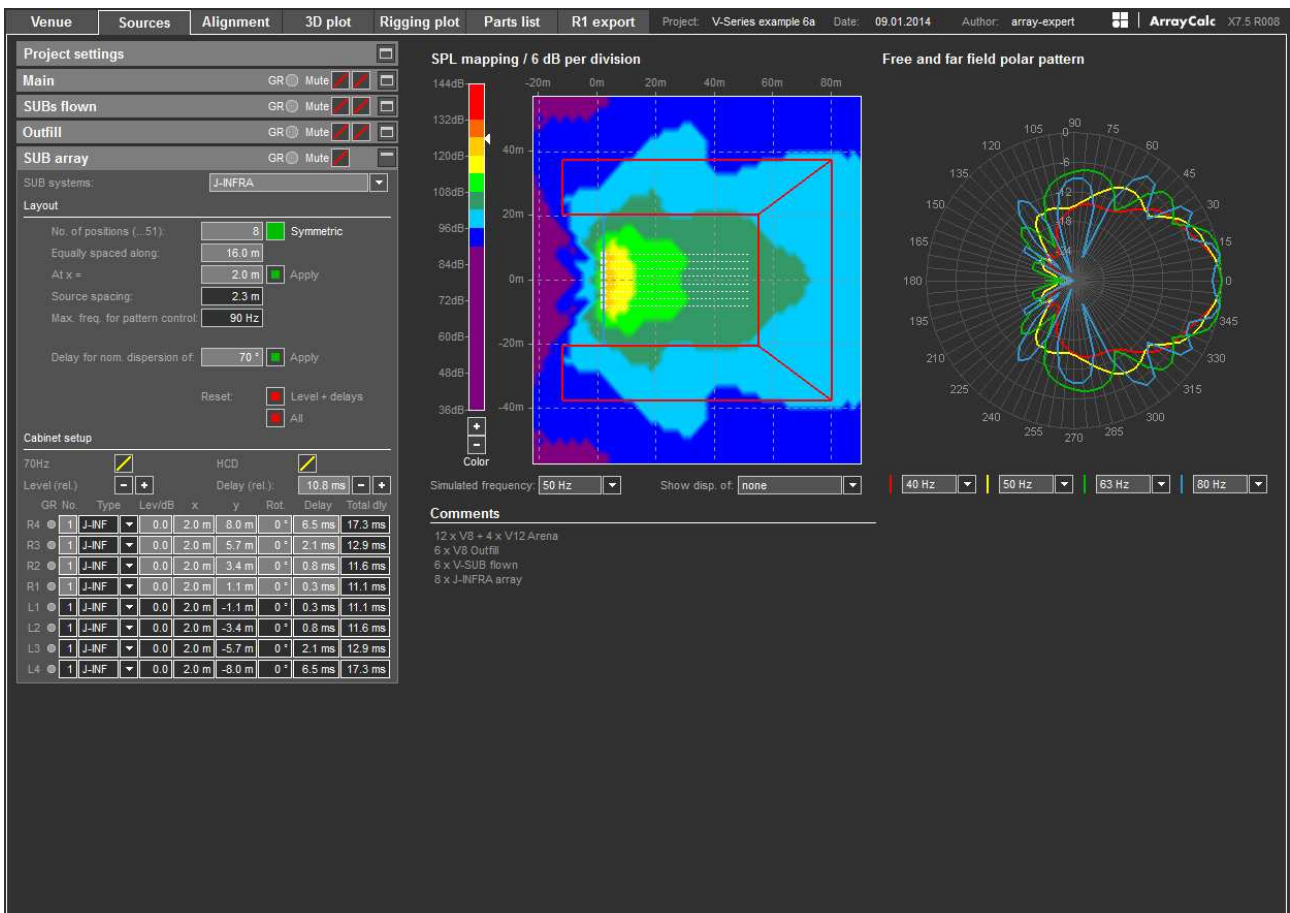 Venue Sources Alignment 3D plot Rigging plot Parts list R1 export Project: V-Series example 6a Date: 09.01.2014 Author: array-expert ArrayCalc X7.5 R008
Project settings
Main GR Mute
SUBs flown GR Mute
Outfill GR Mute
SUB array GR Mute
SUB systems: J-INFRA
Layout
No. of positions (...51): 8 Symmetric
Equally spaced along: 16.0 m
At x = 2.0 m Apply
Source spacing: 2.3 m
Max. freq. for pattern control: 90 Hz
Delay for nom. dispersion of: 70 ° Apply
Reset: Level + delays
All
Cabinet setup
70Hz HCD
Level (rel.) - + Delay (rel.): 10.8 ms - +
GR No. Type Lev/dB x y Rot. Delay Total dly
R4 1 J-INF 0.0 2.0 m 8.0 m 0 ° 6.5 ms 17.3 ms
R3 1 J-INF 0.0 2.0 m 5.7 m 0 ° 2.1 ms 12.9 ms
R2 1 J-INF 0.0 2.0 m 3.4 m 0 ° 0.8 ms 11.6 ms
R1 1 J-INF 0.0 2.0 m 1.1 m 0 ° 0.3 ms 11.1 ms
L1 1 J-INF 0.0 2.0 m -1.1 m 0 ° 0.3 ms 11.1 ms
L2 1 J-INF 0.0 2.0 m -3.4 m 0 ° 0.8 ms 11.6 ms
L3 1 J-INF 0.0 2.0 m -5.7 m 0 ° 2.1 ms 12.9 ms
L4 1 J-INF 0.0 2.0 m -8.0 m 0 ° 6.5 ms 17.3 ms
SPL mapping / 6 dB per division
144dB
132dB
120dB
108dB
96dB
84dB
72dB
60dB
48dB
36dB
+
-
Color
-20m 0m 20m 40m 60m 80m
40m
20m
0m
-20m
-40m
Simulated frequency: 50 Hz Show disp. of: none
Comments
12 x V8 + 4 x V12 Arena
6 x V8 Outfill
6 x V-SUB flown
8 x J-INFRA array
Free and far field polar pattern
105 90 75
120 0 60
135 -6 45
150 -12 30
165 -18 15
180 0
195 345
210 330
225 315
240 300
255 270 285
40 Hz 50 Hz 63 Hz 80 Hz